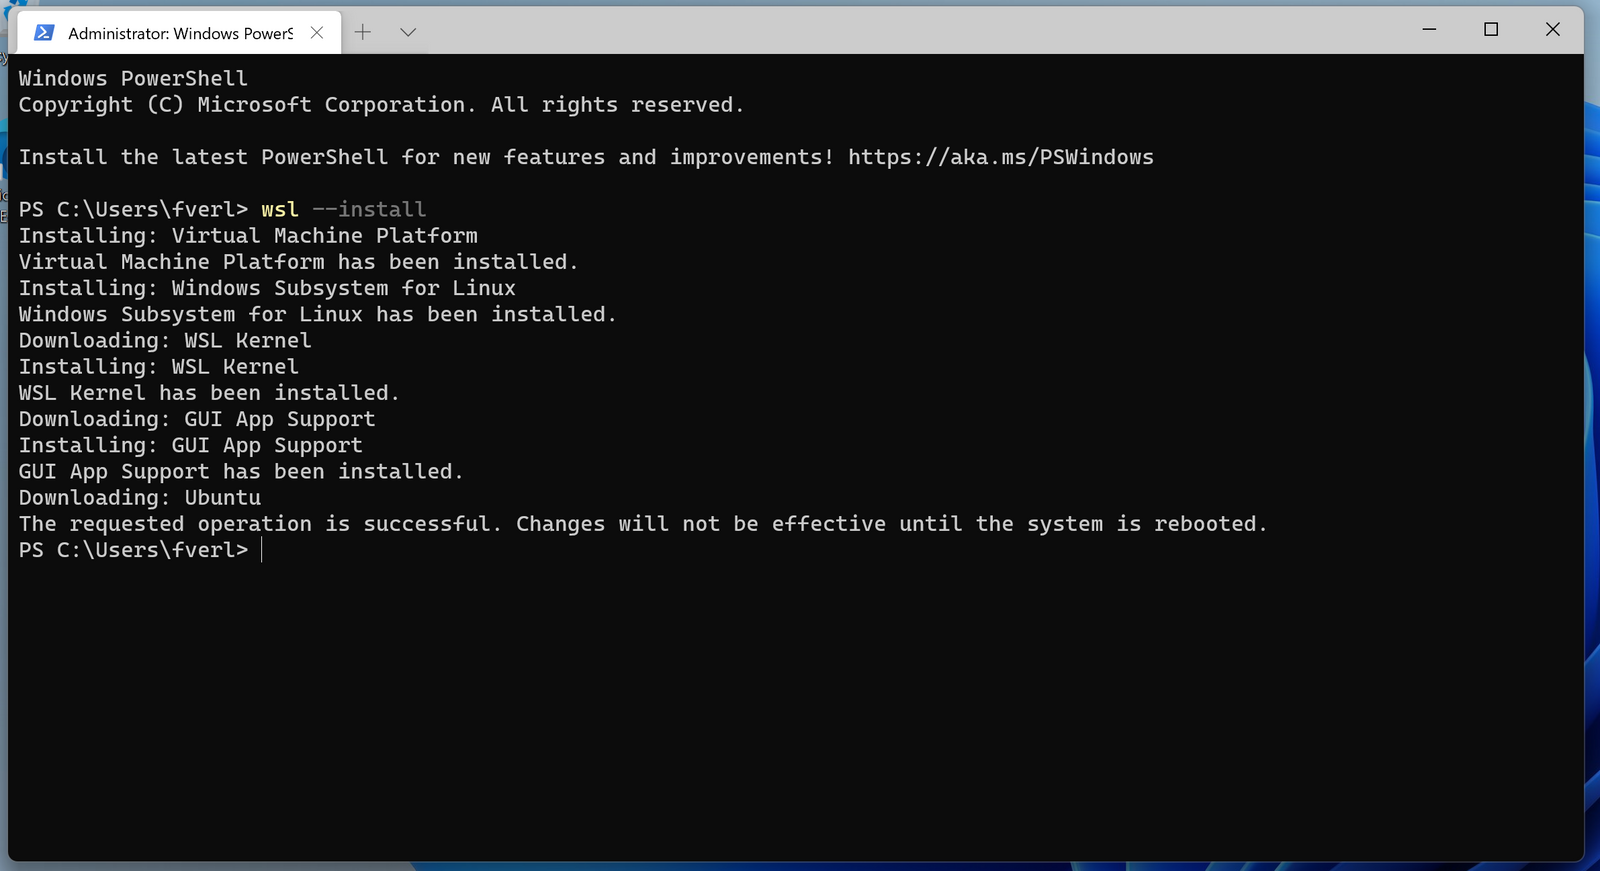 Administrator: Windows PowerS
Windows PowerShell
Copyright (C) Microsoft Corporation. All rights reserved.
Install the latest PowerShell for new features and improvements! https://aka.ms/PSWindows
PS C:\Users\fverl> wsl --install
Installing: Virtual Machine Platform
Virtual Machine Platform has been installed.
Installing: Windows Subsystem for Linux
Windows Subsystem for Linux has been installed.
Downloading: WSL Kernel
Installing: WSL Kernel
WSL Kernel has been installed.
Downloading: GUI App Support
Installing: GUI App Support
GUI App Support has been installed.
Downloading: Ubuntu
The requested operation is successful. Changes will not be effective until the system is rebooted.
PS C:\Users\fverl>